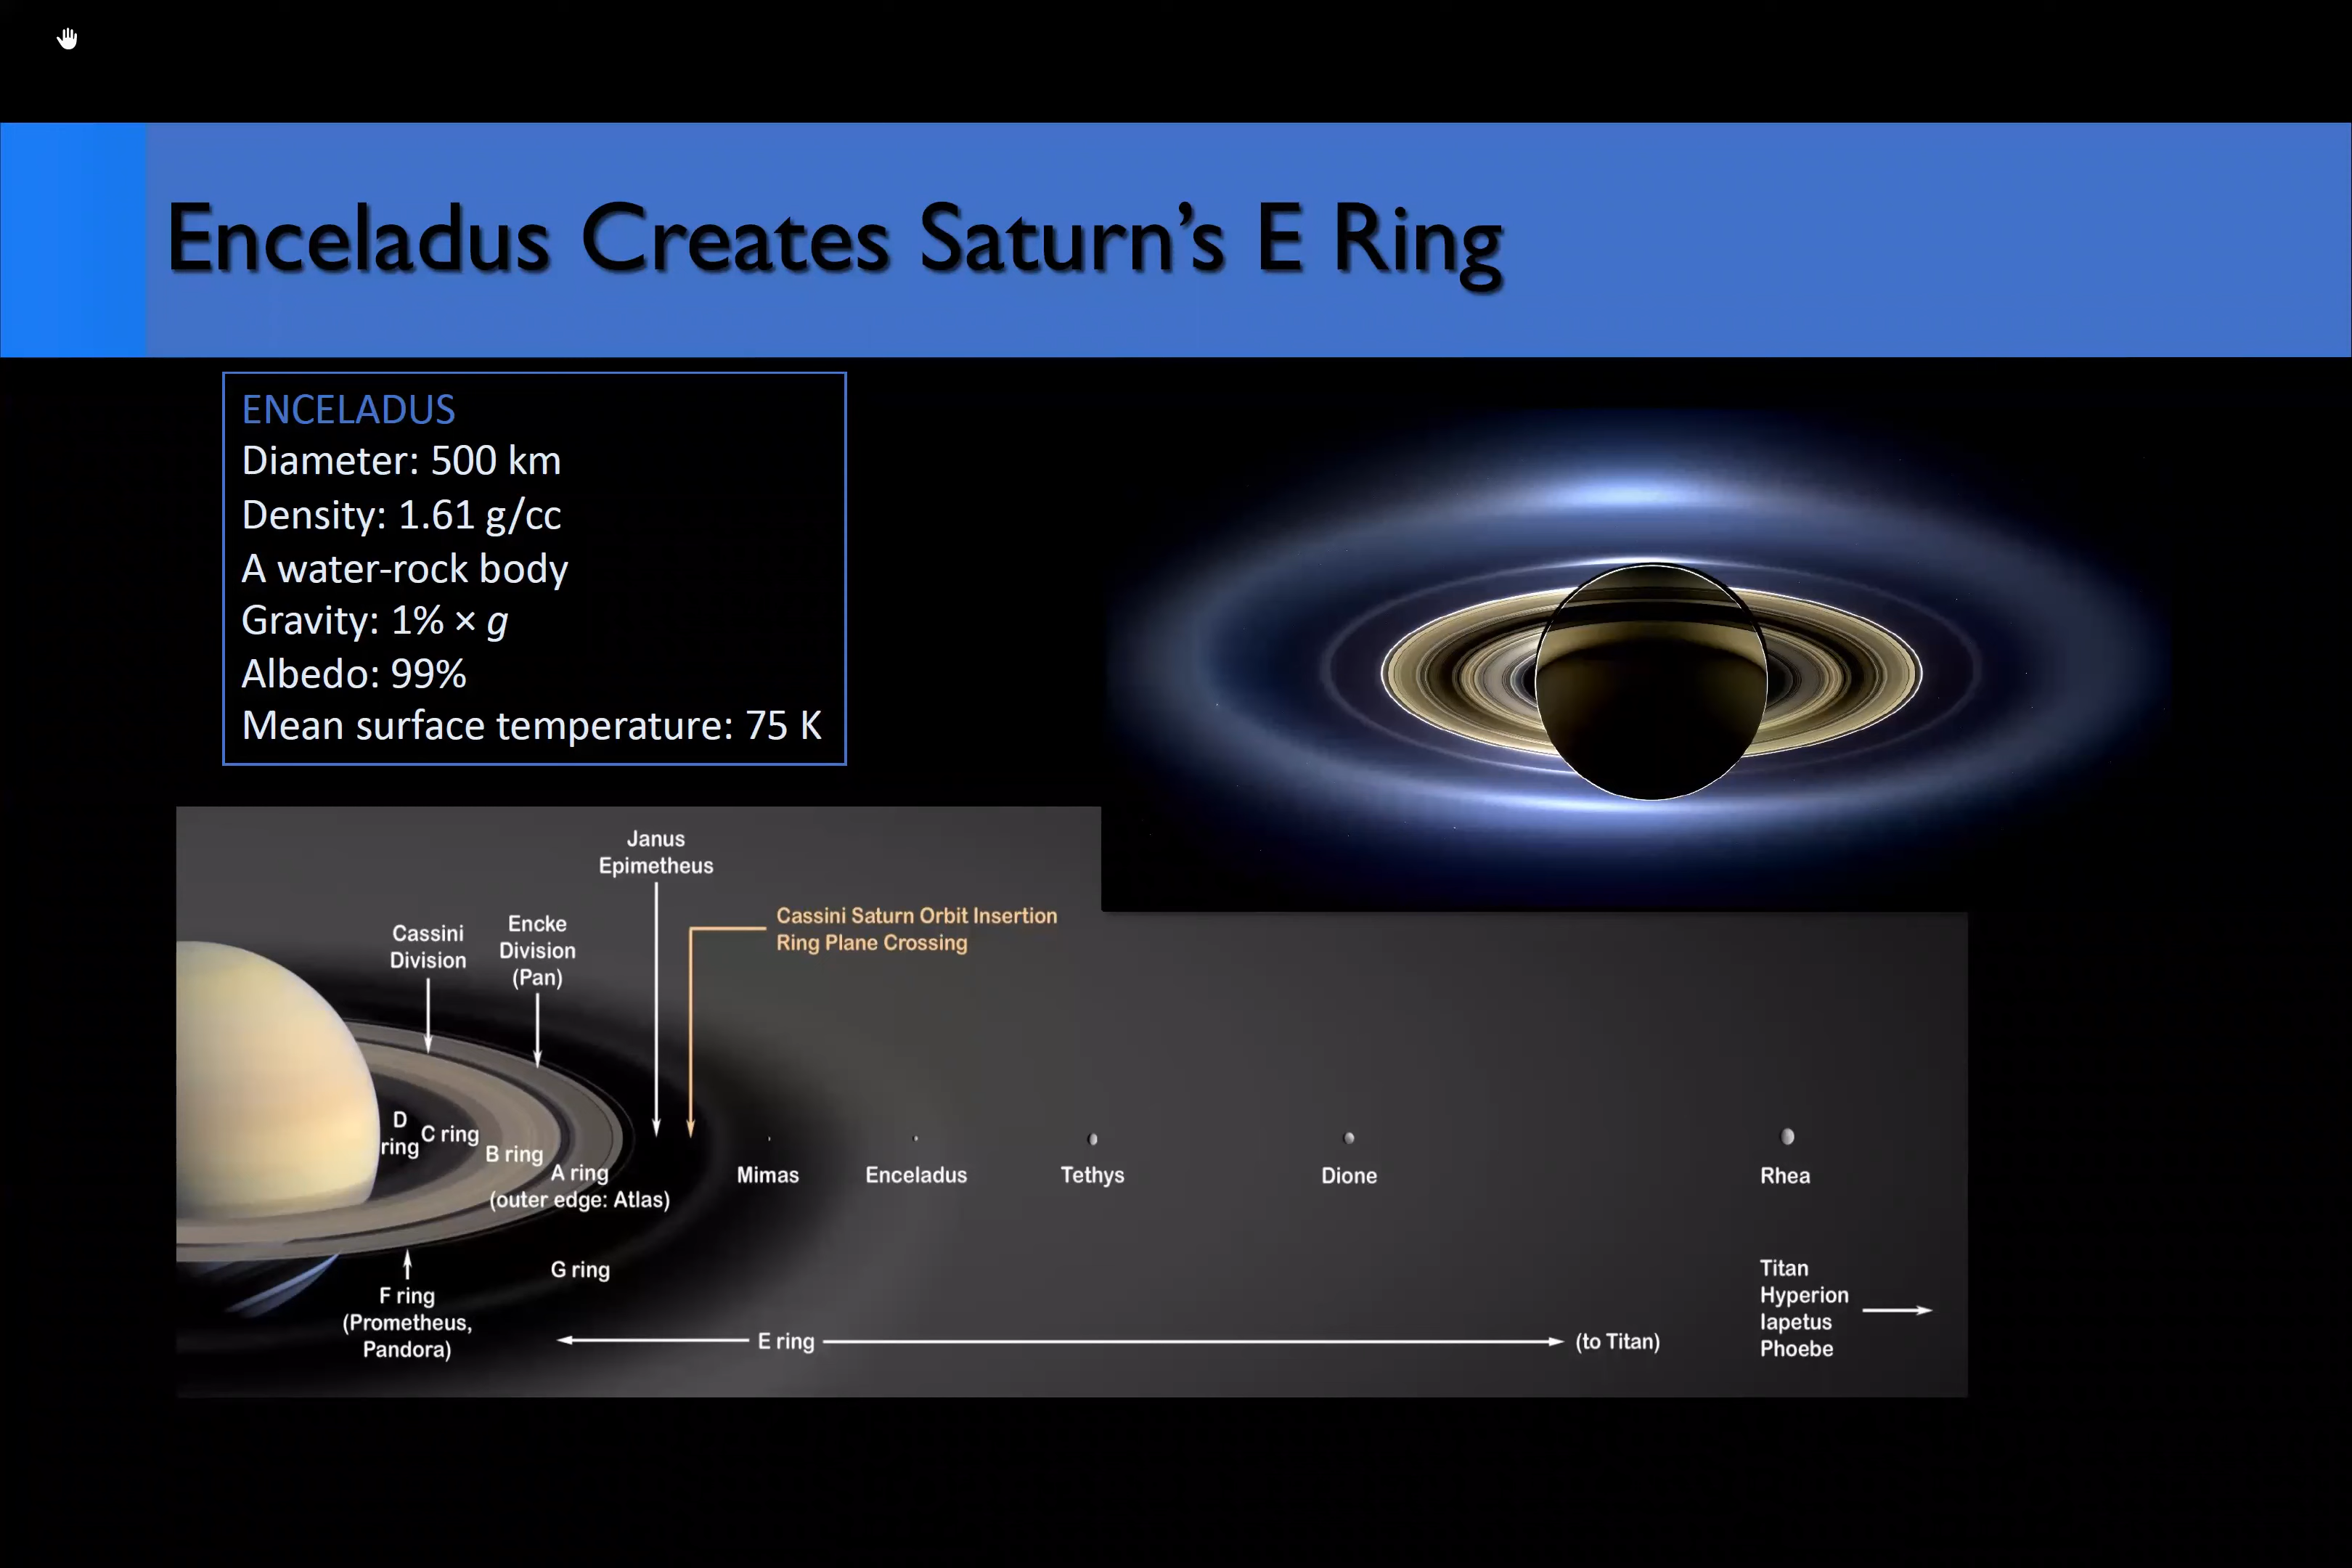 Enceladus Creates Saturn’s E Ring
ENCELADUS
Diameter: 500 km
Density: 1.61 g/cc
A water-rock body
Gravity: 1% × g
Albedo: 99%
Mean surface temperature: 75 K
Janus
Epimetheus
Cassini Saturn Orbit Insertion
Ring Plane Crossing
Cassini
Division
Encke
Division
(Pan)
D
ring
C ring
B ring
A ring
(outer edge: Atlas)
Mimas
Enceladus
Tethys
Dione
Rhea
G ring
F ring
(Prometheus,
Pandora)
E ring
(to Titan)
Titan
Hyperion
Iapetus
Phoebe